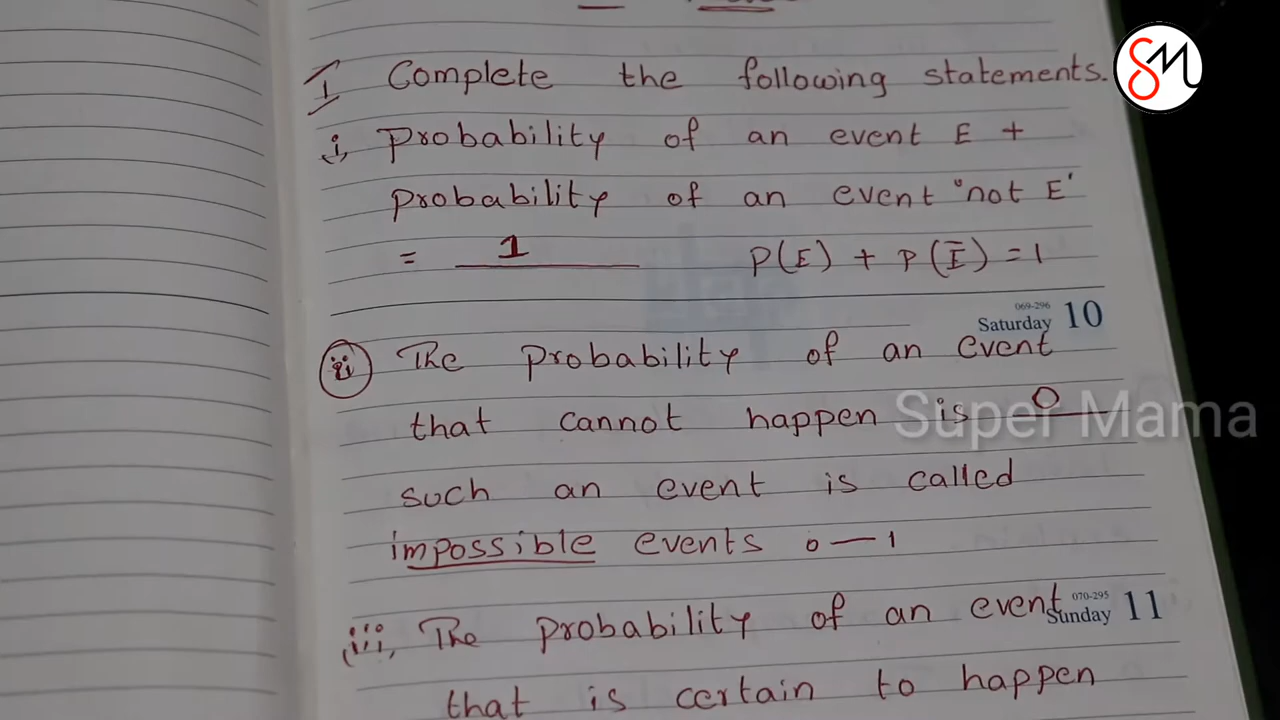 I Complete the following statements.
SM
i, probability of an event E +
probability of an event 'not E'
= 1 P(E) + P(E̅) = 1
069-296
Saturday 10
ii The probability of an event
that cannot happen is 0
Super Mama
such an event is called
impossible events 0 — 1
070-295
Sunday 11
iii, The probability of an event
that is certain to happen